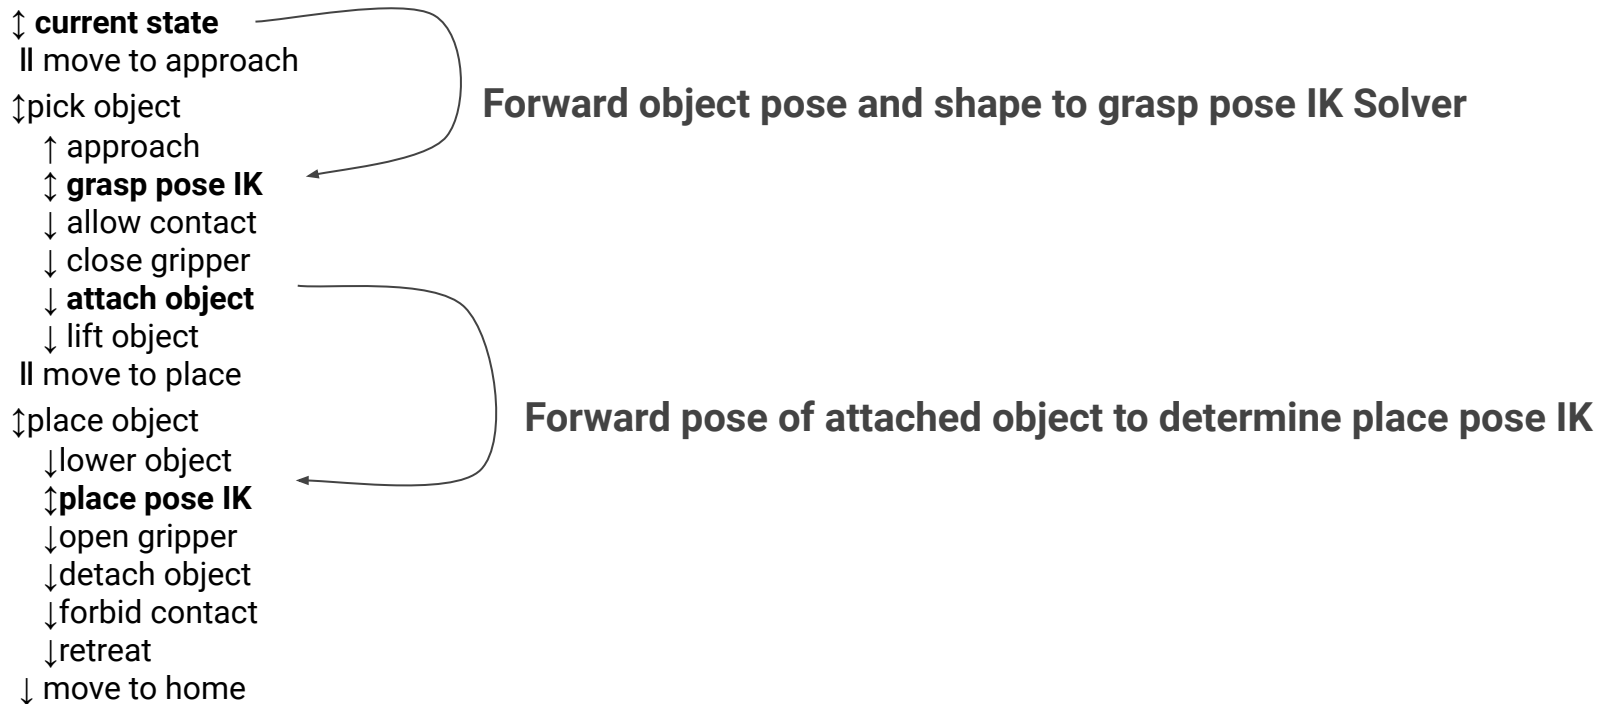 ↕ current state
|| move to approach
↕pick object
Forward object pose and shape to grasp pose IK Solver
↑ approach
↕ grasp pose IK
↓ allow contact
↓ close gripper
↓ attach object
↓ lift object
|| move to place
↕place object
Forward pose of attached object to determine place pose IK
↓lower object
↕place pose IK
↓open gripper
↓detach object
↓forbid contact
↓retreat
↓ move to home